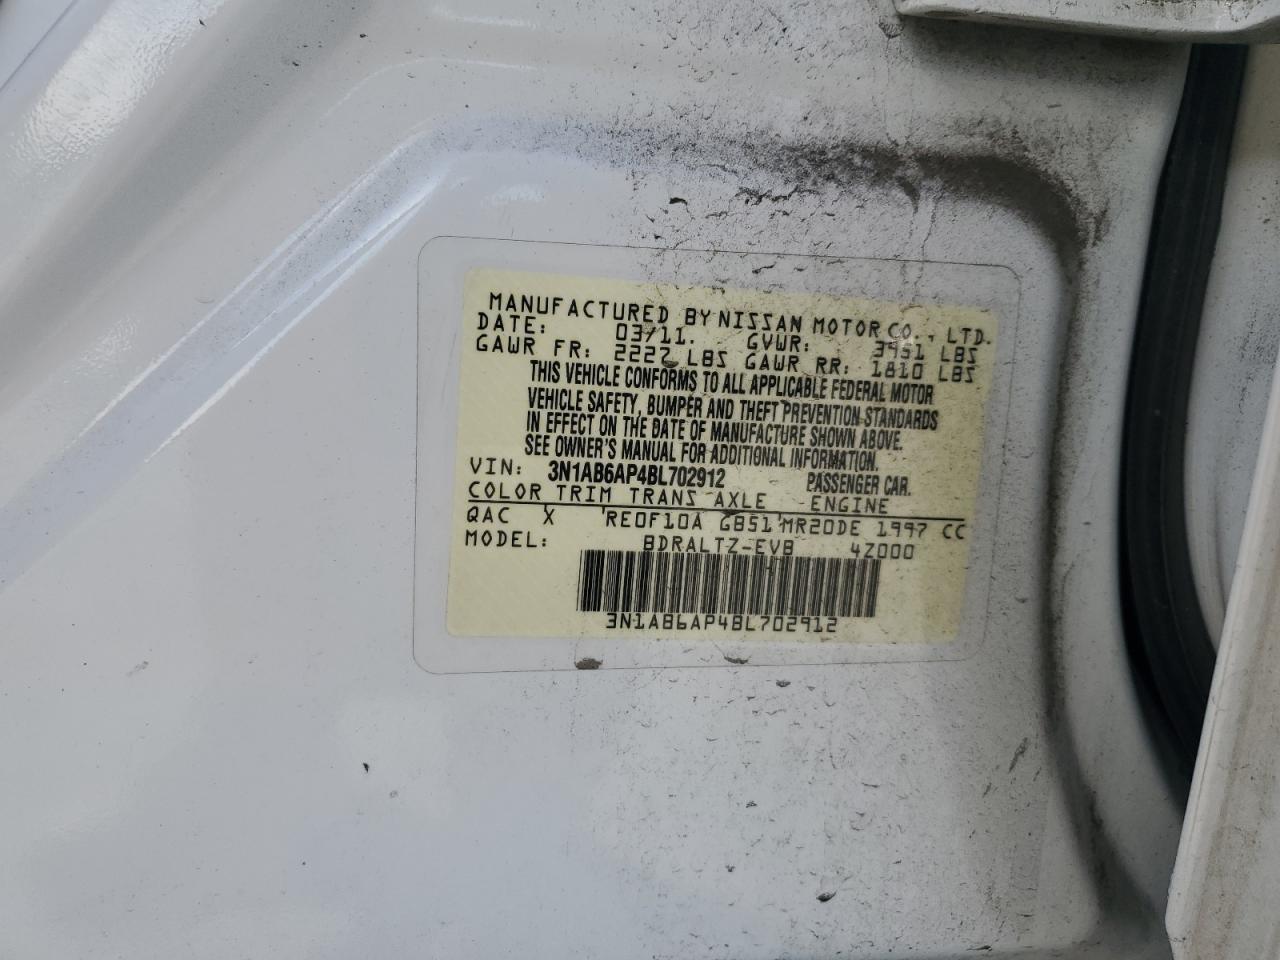 MANUFACTURED BY NISSAN MOTOR CO., LTD.
DATE: 03/11. GVWR: 3951 LBS
GAWR FR: 2227 LBS GAWR RR: 1810 LBS
THIS VEHICLE CONFORMS TO ALL APPLICABLE FEDERAL MOTOR
VEHICLE SAFETY, BUMPER AND THEFT PREVENTION STANDARDS
IN EFFECT ON THE DATE OF MANUFACTURE SHOWN ABOVE.
SEE OWNER'S MANUAL FOR ADDITIONAL INFORMATION.
VIN: 3N1AB6AP4BL702912 PASSENGER CAR.
COLOR TRIM TRANS AXLE ENGINE
QAC X RE0F10A GB51 MR20DE 1997 CC
MODEL: BDRALTZ-EVB 4Z000
3N1AB6AP4BL702912